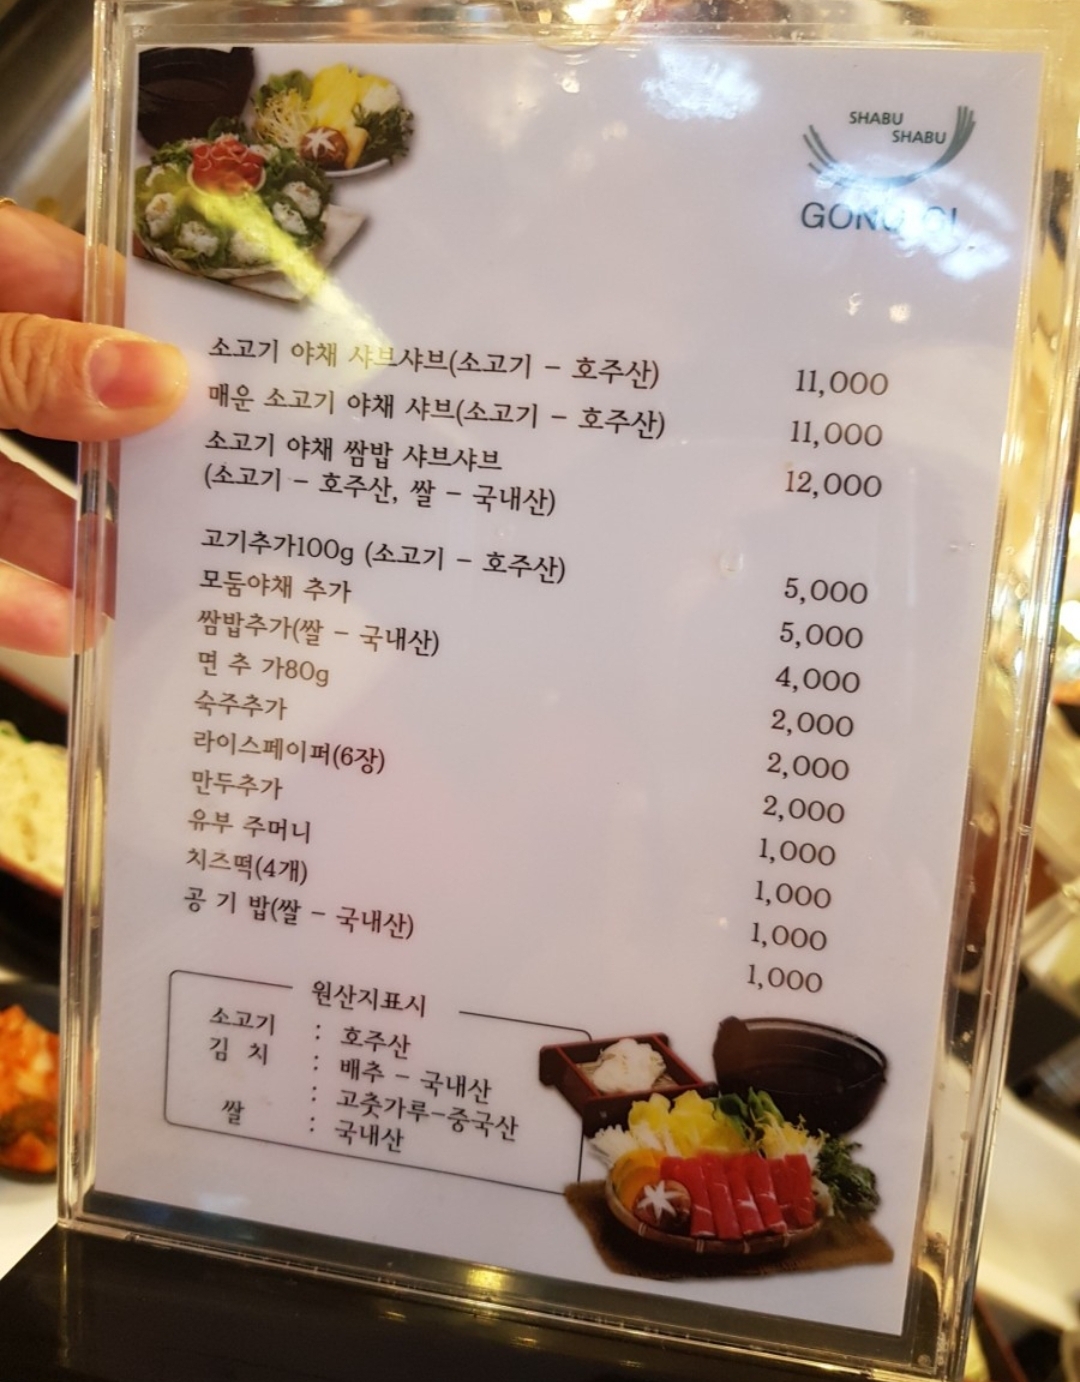 SHABU
SHABU
소고기 야채 샤브샤브(소고기 - 호주산) 11,000
매운 소고기 야채 샤브(소고기 - 호주산) 11,000
소고기 야채 쌈밥 샤브샤브 12,000
(소고기 - 호주산, 쌀 - 국내산)
고기추가100g (소고기 - 호주산) 5,000
모둠야채 추가 5,000
쌈밥추가(쌀 - 국내산) 4,000
면 추 가80g 2,000
숙주추가 2,000
라이스페이퍼(6장) 2,000
만두추가 1,000
유부 주머니 1,000
치즈떡(4개) 1,000
공 기 밥(쌀 - 국내산) 1,000
원산지표시
소고기 : 호주산
김 치 : 배추 - 국내산
: 고춧가루-중국산
쌀 : 국내산